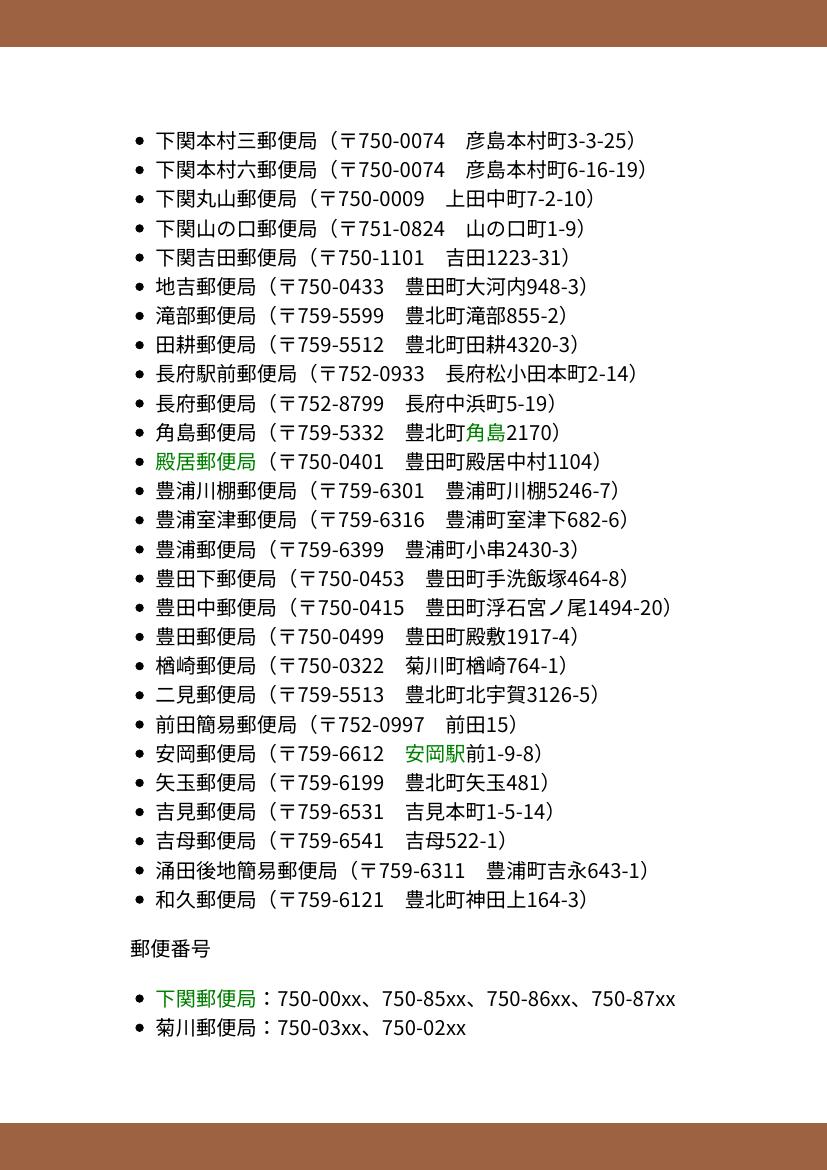 • 下関本村三郵便局（〒750-0074　彦島本村町3-3-25）
• 下関本村六郵便局（〒750-0074　彦島本村町6-16-19）
• 下関丸山郵便局（〒750-0009　上田中町7-2-10）
• 下関山の口郵便局（〒751-0824　山の口町1-9）
• 下関吉田郵便局（〒750-1101　吉田1223-31）
• 地吉郵便局（〒750-0433　豊田町大河内948-3）
• 滝部郵便局（〒759-5599　豊北町滝部855-2）
• 田耕郵便局（〒759-5512　豊北町田耕4320-3）
• 長府駅前郵便局（〒752-0933　長府松小田本町2-14）
• 長府郵便局（〒752-8799　長府中浜町5-19）
• 角島郵便局（〒759-5332　豊北町角島2170）
• 殿居郵便局（〒750-0401　豊田町殿居中村1104）
• 豊浦川棚郵便局（〒759-6301　豊浦町川棚5246-7）
• 豊浦室津郵便局（〒759-6316　豊浦町室津下682-6）
• 豊浦郵便局（〒759-6399　豊浦町小串2430-3）
• 豊田下郵便局（〒750-0453　豊田町手洗飯塚464-8）
• 豊田中郵便局（〒750-0415　豊田町浮石宮ノ尾1494-20）
• 豊田郵便局（〒750-0499　豊田町殿敷1917-4）
• 楢崎郵便局（〒750-0322　菊川町楢崎764-1）
• 二見郵便局（〒759-5513　豊北町北宇賀3126-5）
• 前田簡易郵便局（〒752-0997　前田15）
• 安岡郵便局（〒759-6612　安岡駅前1-9-8）
• 矢玉郵便局（〒759-6199　豊北町矢玉481）
• 吉見郵便局（〒759-6531　吉見本町1-5-14）
• 吉母郵便局（〒759-6541　吉母522-1）
• 涌田後地簡易郵便局（〒759-6311　豊浦町吉永643-1）
• 和久郵便局（〒759-6121　豊北町神田上164-3）
郵便番号
• 下関郵便局：750-00xx、750-85xx、750-86xx、750-87xx
• 菊川郵便局：750-03xx、750-02xx